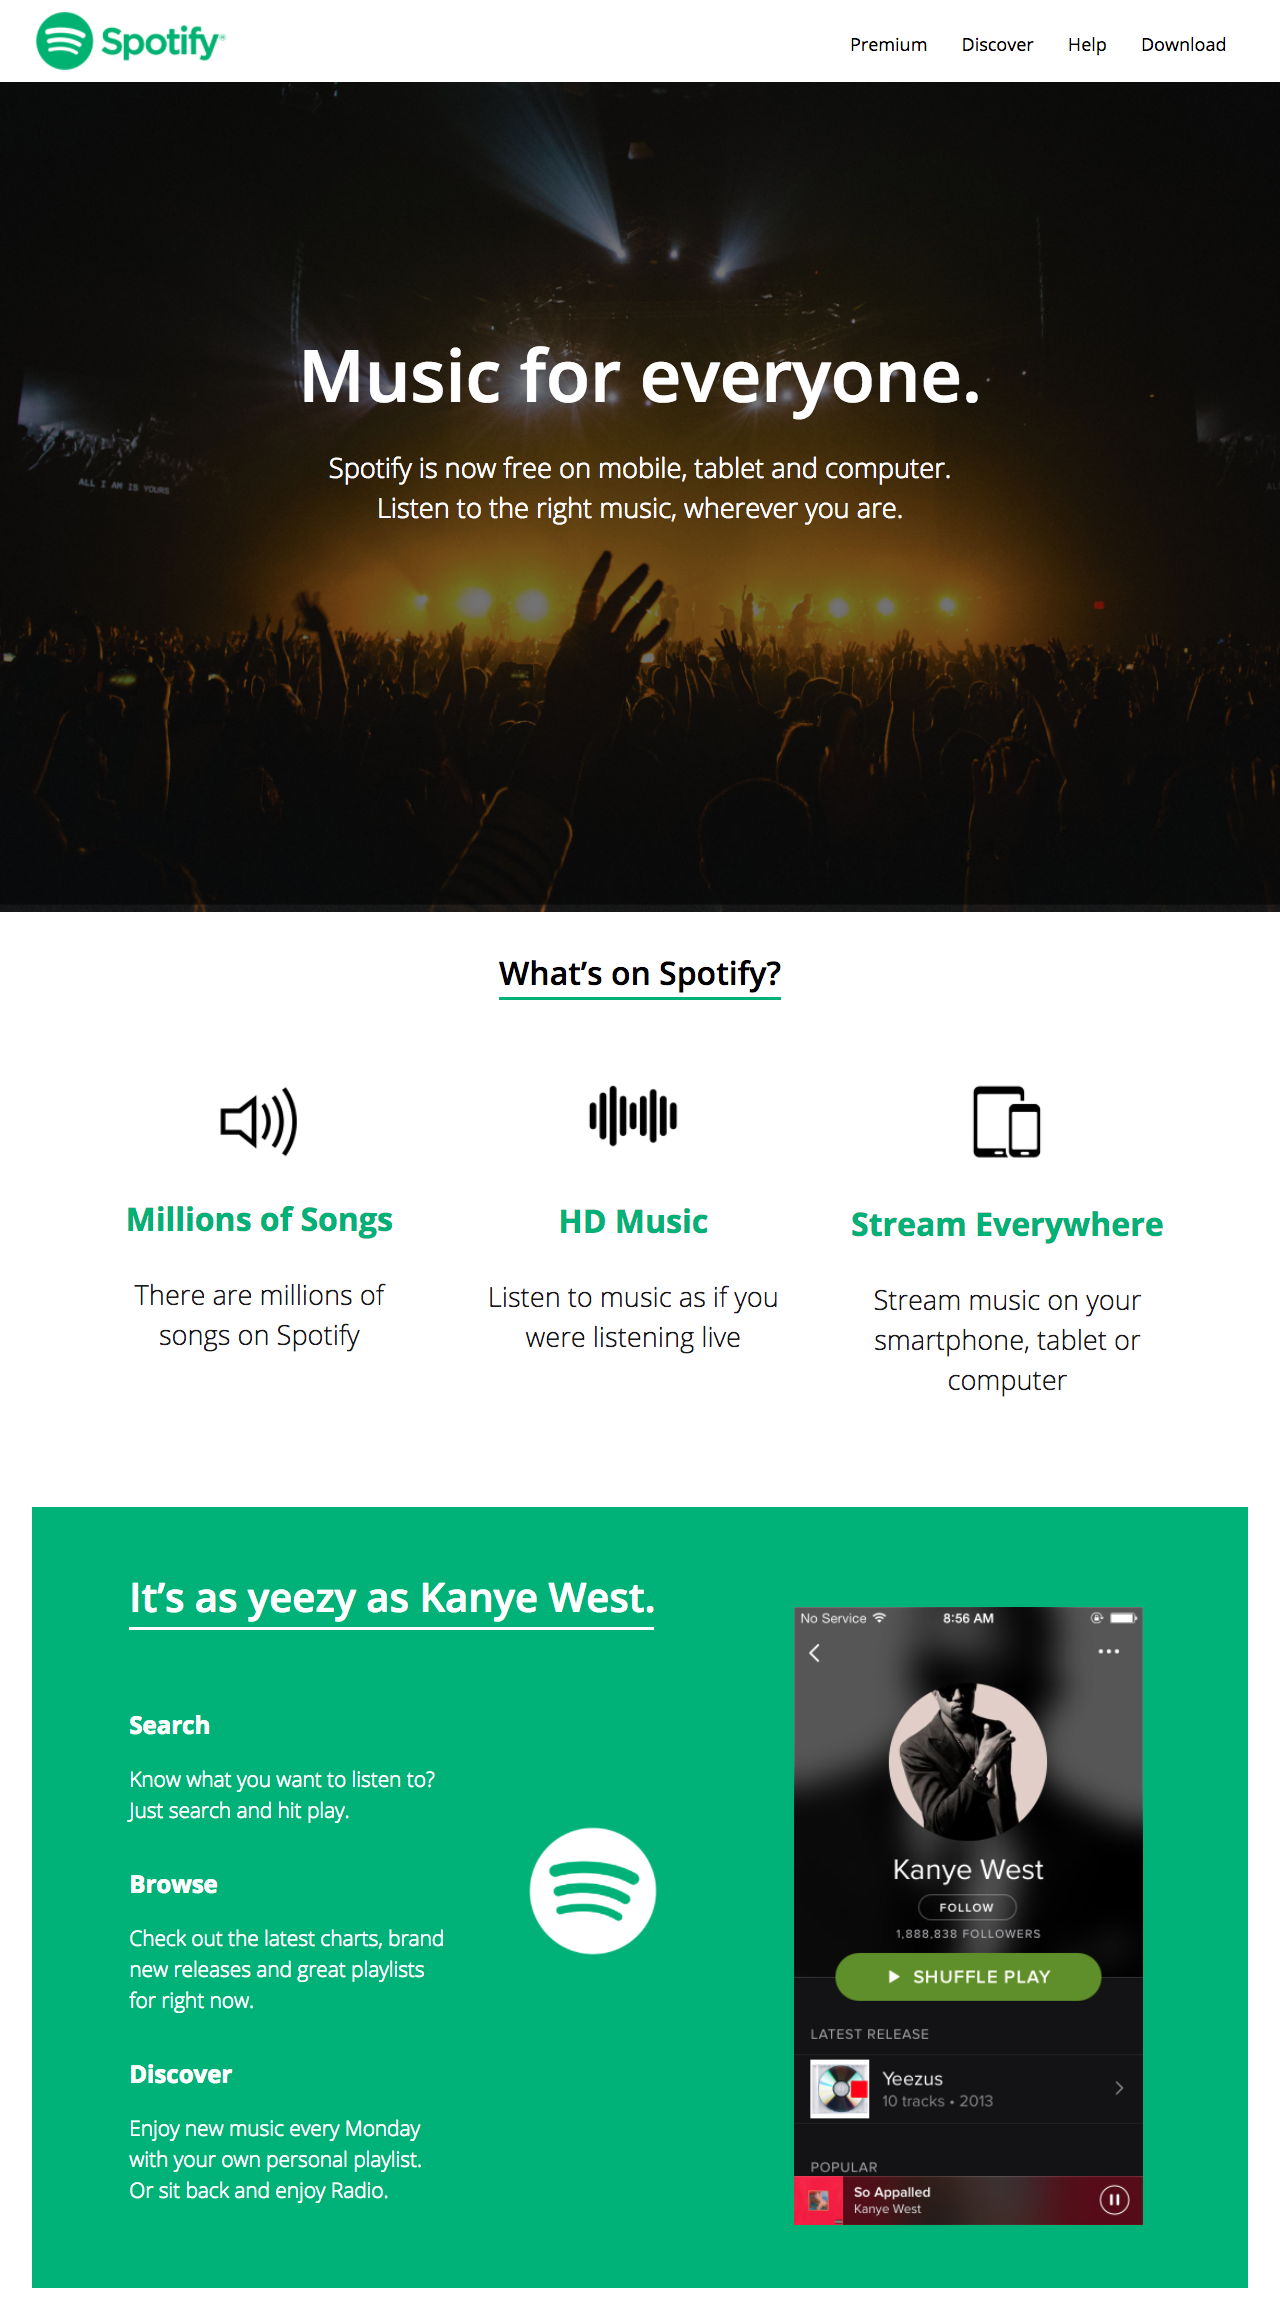 Spotify
Premium Discover Help Download
Music for everyone.
Spotify is now free on mobile, tablet and computer.
Listen to the right music, wherever you are.
ALL I AM IS YOURS
What's on Spotify?
Millions of Songs
There are millions of
songs on Spotify
HD Music
Listen to music as if you
were listening live
Stream Everywhere
Stream music on your
smartphone, tablet or
computer
It's as yeezy as Kanye West.
Search
Know what you want to listen to?
Just search and hit play.
Browse
Check out the latest charts, brand
new releases and great playlists
for right now.
Discover
Enjoy new music every Monday
with your own personal playlist.
Or sit back and enjoy Radio.
No Service 8:56 AM
Kanye West
FOLLOW
1,888,838 FOLLOWERS
SHUFFLE PLAY
LATEST RELEASE
Yeezus
10 tracks • 2013
POPULAR
So Appalled
Kanye West